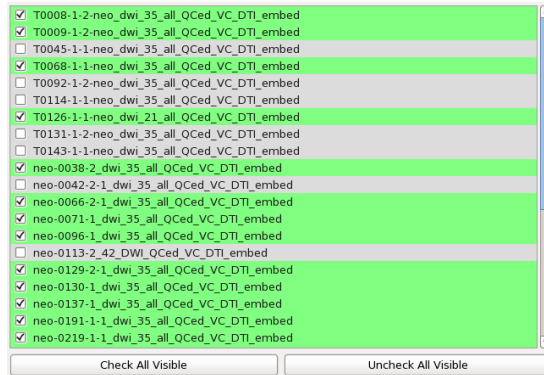 T0008-1-2-neo_dwi_35_all_QCed_VC_DTI_embed
T0009-1-2-neo_dwi_35_all_QCed_VC_DTI_embed
T0045-1-1-neo_dwi_35_all_QCed_VC_DTI_embed
T0068-1-1-neo_dwi_35_all_QCed_VC_DTI_embed
T0092-1-2-neo_dwi_35_all_QCed_VC_DTI_embed
T0114-1-1-neo_dwi_35_all_QCed_VC_DTI_embed
T0126-1-1-neo_dwi_21_all_QCed_VC_DTI_embed
T0131-1-2-neo_dwi_35_all_QCed_VC_DTI_embed
T0143-1-1-neo_dwi_35_all_QCed_VC_DTI_embed
neo-0038-2_dwi_35_all_QCed_VC_DTI_embed
neo-0042-2-1_dwi_35_all_QCed_VC_DTI_embed
neo-0066-2-1_dwi_35_all_QCed_VC_DTI_embed
neo-0071-1_dwi_35_all_QCed_VC_DTI_embed
neo-0096-1_dwi_35_all_QCed_VC_DTI_embed
neo-0113-2_42_DWI_QCed_VC_DTI_embed
neo-0129-2-1_dwi_35_all_QCed_VC_DTI_embed
neo-0130-1_dwi_35_all_QCed_VC_DTI_embed
neo-0137-1_dwi_35_all_QCed_VC_DTI_embed
neo-0191-1-1_dwi_35_all_QCed_VC_DTI_embed
neo-0219-1-1_dwi_35_all_QCed_VC_DTI_embed
Check All Visible Uncheck All Visible